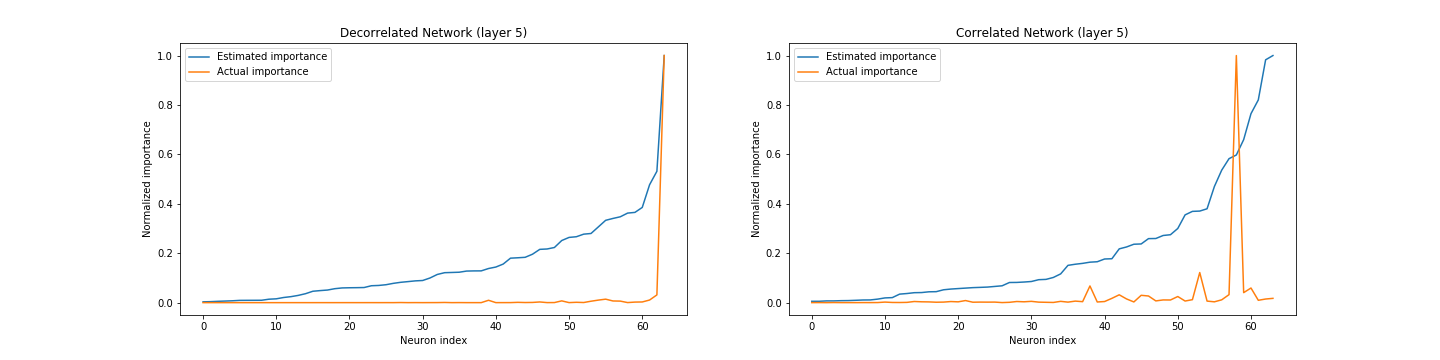 Decorrelated Network (layer 5)
Estimated importance
Actual importance
1.0
0.8
0.6
0.4
0.2
0.0
Normalized importance
0 10 20 30 40 50 60
Neuron index
Correlated Network (layer 5)
Estimated importance
Actual importance
1.0
0.8
0.6
0.4
0.2
0.0
Normalized importance
0 10 20 30 40 50 60
Neuron index